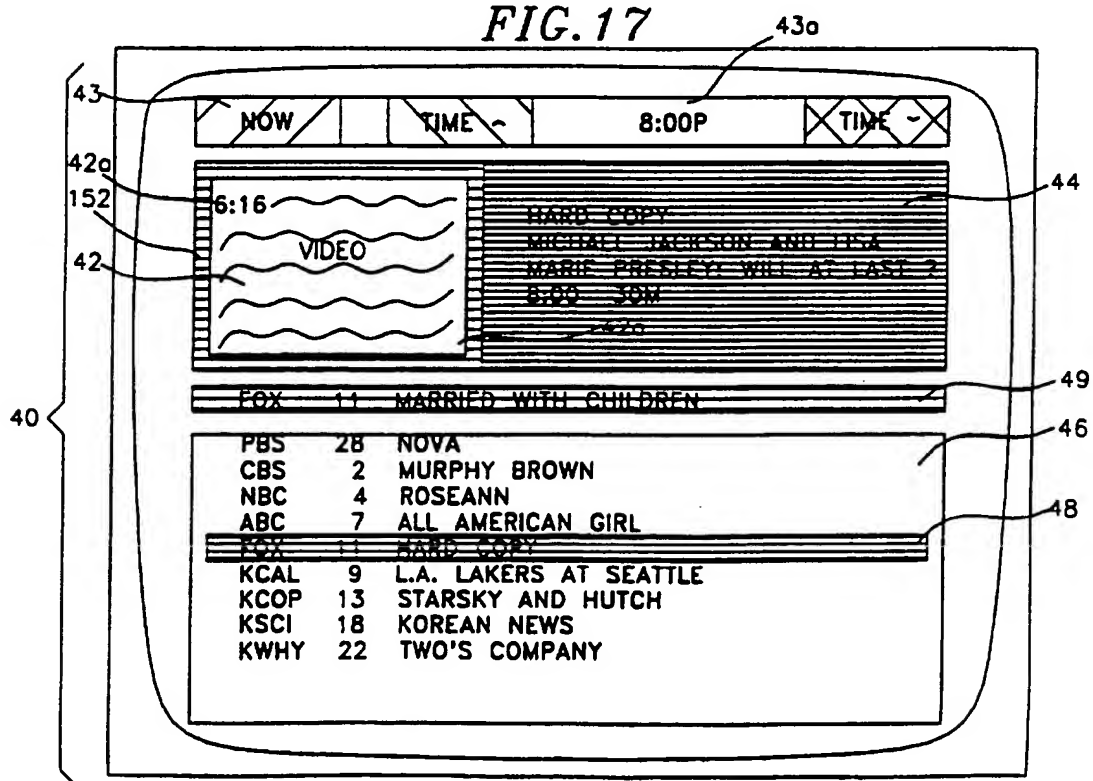 FIG. 17
43a
43
NOW
TIME ~
8:00P
TIME ~
42a
152
42
6:16
VIDEO
44
HARD COPY
MICHAEL JACKSON AND LISA
MARIE PRESLEY: WILL AT LAST ?
8:00 30M
49
FOX 11 MARRIED WITH CHILDREN
40
46
PBS 28 NOVA
CBS 2 MURPHY BROWN
NBC 4 ROSEANN
ABC 7 ALL AMERICAN GIRL
48
FOX 11 HARD COPY
KCAL 9 L.A. LAKERS AT SEATTLE
KCOP 13 STARSKY AND HUTCH
KSCI 18 KOREAN NEWS
KWHY 22 TWO'S COMPANY